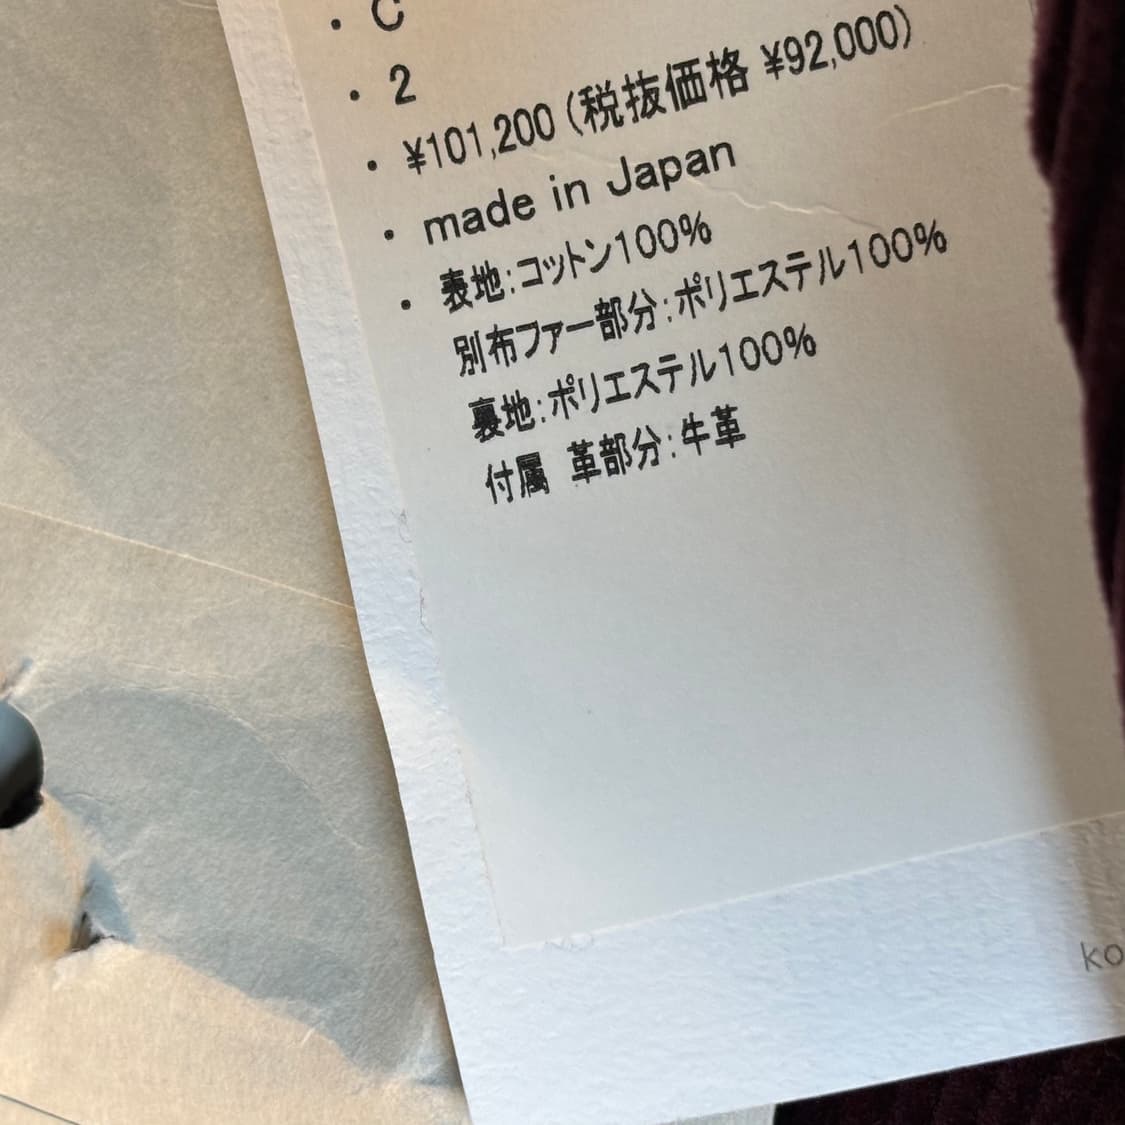 ・ C
・ 2
・ ¥101,200 (税抜価格 ¥92,000)
・ made in Japan
・ 表地:コットン100%
別布ファー部分:ポリエステル100%
裏地:ポリエステル100%
付属 革部分:牛革
ko